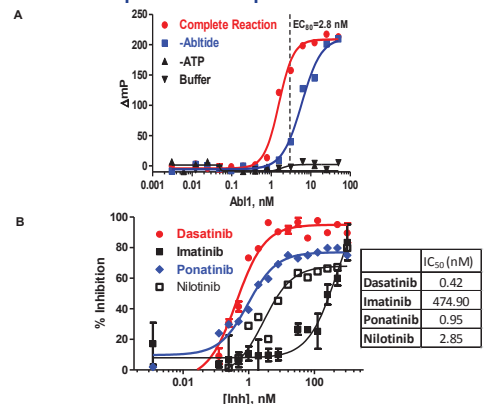 A
Complete Reaction
-Abltide
-ATP
Buffer
EC80=2.8 nM
ΔmP
250
200
150
100
50
0
0.001 0.01 0.1 1 10 100
Abl1, nM
B
Dasatinib
Imatinib
Ponatinib
Nilotinib
% Inhibition
100
80
60
40
20
0
0.01 1 100
[Inh], nM
IC50 (nM)
Dasatinib 0.42
Imatinib 474.90
Ponatinib 0.95
Nilotinib 2.85